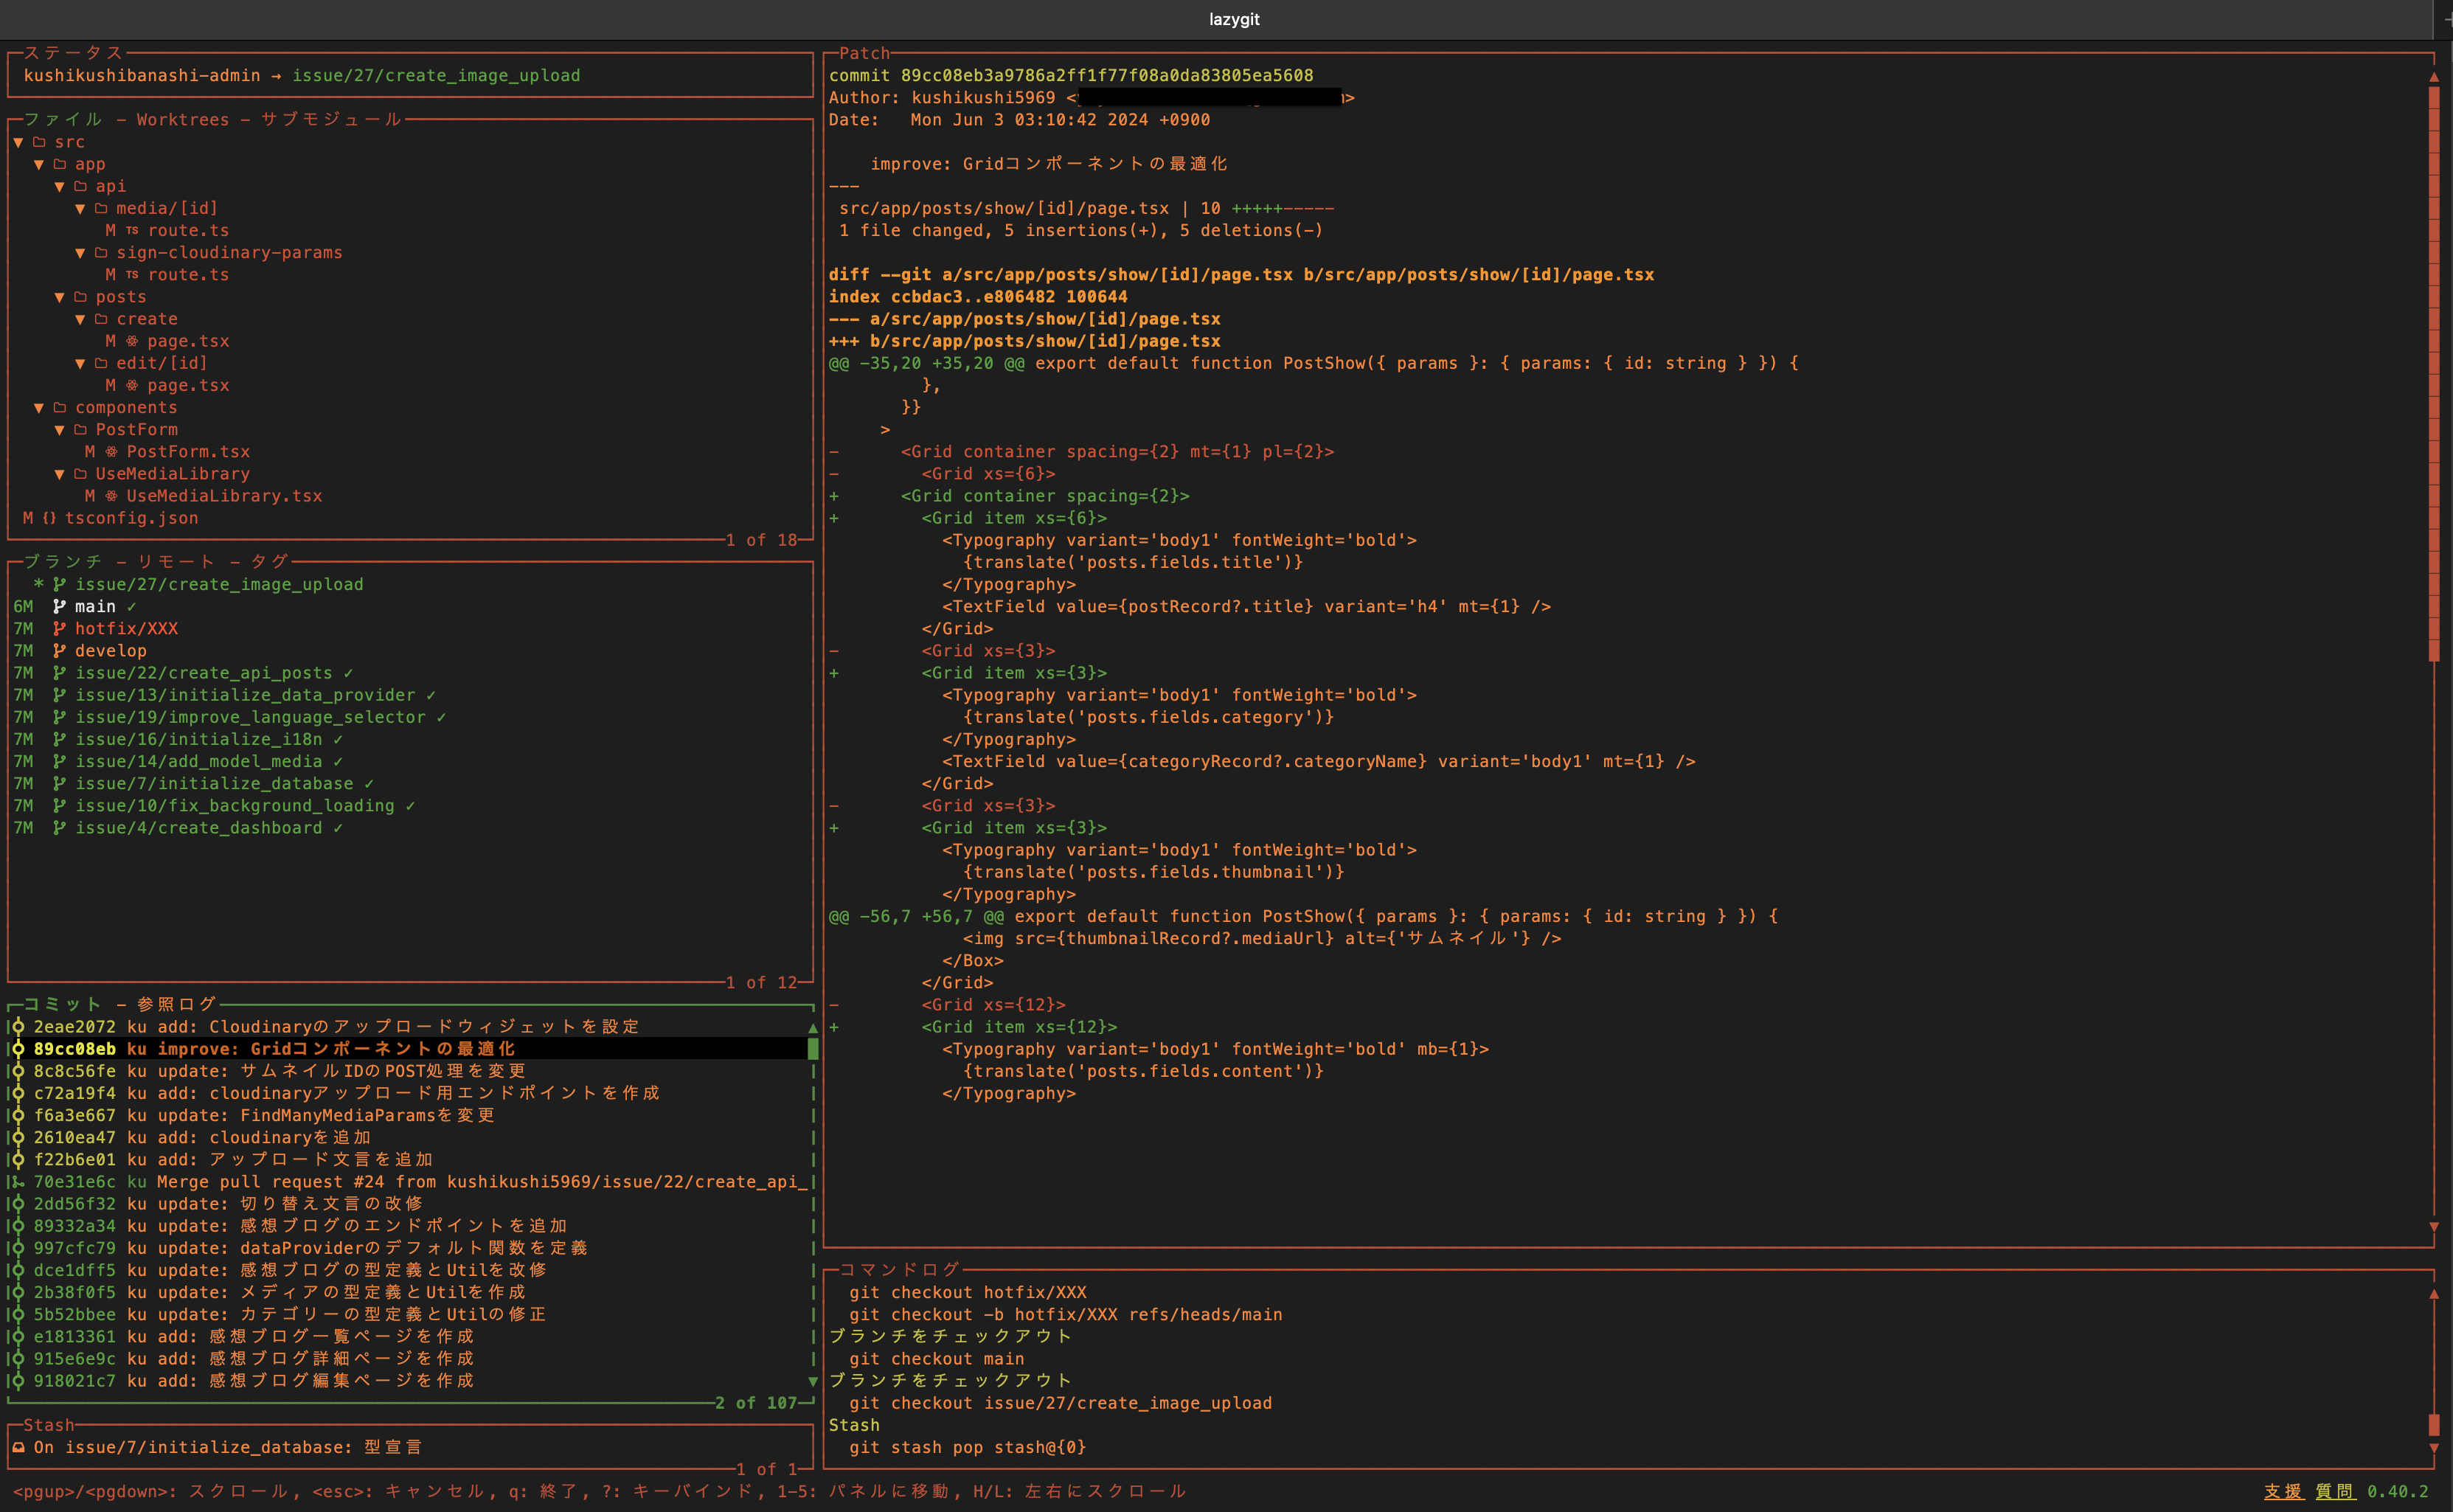 lazygit
ステータス
kushikushibanashi-admin → issue/27/create_image_upload
ファイル - Worktrees - サブモジュール
▼ src
▼ app
▼ api
▼ media/[id]
M TS route.ts
▼ sign-cloudinary-params
M TS route.ts
▼ posts
▼ create
M page.tsx
▼ edit/[id]
M page.tsx
▼ components
▼ PostForm
M PostForm.tsx
▼ UseMediaLibrary
M UseMediaLibrary.tsx
M {} tsconfig.json
1 of 18
ブランチ - リモート - タグ
* issue/27/create_image_upload
6M main ✓
7M hotfix/XXX
7M develop
7M issue/22/create_api_posts ✓
7M issue/13/initialize_data_provider ✓
7M issue/19/improve_language_selector ✓
7M issue/16/initialize_i18n ✓
7M issue/14/add_model_media ✓
7M issue/7/initialize_database ✓
7M issue/10/fix_background_loading ✓
7M issue/4/create_dashboard ✓
1 of 12
コミット - 参照ログ
2eae2072 ku add: Cloudinaryのアップロードウィジェットを設定
89cc08eb ku improve: Gridコンポーネントの最適化
8c8c56fe ku update: サムネイルIDのPOST処理を変更
c72a19f4 ku add: cloudinaryアップロード用エンドポイントを作成
f6a3e667 ku update: FindManyMediaParamsを変更
2610ea47 ku add: cloudinaryを追加
f22b6e01 ku add: アップロード文言を追加
70e31e6c ku Merge pull request #24 from kushikushi5969/issue/22/create_api_
2dd56f32 ku update: 切り替え文言の改修
89332a34 ku update: 感想ブログのエンドポイントを追加
997cfc79 ku update: dataProviderのデフォルト関数を定義
dce1dff5 ku update: 感想ブログの型定義とUtilを改修
2b38f0f5 ku update: メディアの型定義とUtilを作成
5b52bbee ku update: カテゴリーの型定義とUtilの修正
e1813361 ku add: 感想ブログ一覧ページを作成
915e6e9c ku add: 感想ブログ詳細ページを作成
918021c7 ku add: 感想ブログ編集ページを作成
2 of 107
Stash
On issue/7/initialize_database: 型宣言
1 of 1
Patch
commit 89cc08eb3a9786a2ff1f77f08a0da83805ea5608
Author: kushikushi5969 < >
Date:   Mon Jun 3 03:10:42 2024 +0900
improve: Gridコンポーネントの最適化
---
src/app/posts/show/[id]/page.tsx | 10 +++++-----
1 file changed, 5 insertions(+), 5 deletions(-)
diff --git a/src/app/posts/show/[id]/page.tsx b/src/app/posts/show/[id]/page.tsx
index ccbdac3..e806482 100644
--- a/src/app/posts/show/[id]/page.tsx
+++ b/src/app/posts/show/[id]/page.tsx
@@ -35,20 +35,20 @@ export default function PostShow({ params }: { params: { id: string } }) {
},
}}
>
- <Grid container spacing={2} mt={1} pl={2}>
- <Grid xs={6}>
+ <Grid container spacing={2}>
+ <Grid item xs={6}>
<Typography variant='body1' fontWeight='bold'>
{translate('posts.fields.title')}
</Typography>
<TextField value={postRecord?.title} variant='h4' mt={1} />
</Grid>
- <Grid xs={3}>
+ <Grid item xs={3}>
<Typography variant='body1' fontWeight='bold'>
{translate('posts.fields.category')}
</Typography>
<TextField value={categoryRecord?.categoryName} variant='body1' mt={1} />
</Grid>
- <Grid xs={3}>
+ <Grid item xs={3}>
<Typography variant='body1' fontWeight='bold'>
{translate('posts.fields.thumbnail')}
</Typography>
@@ -56,7 +56,7 @@ export default function PostShow({ params }: { params: { id: string } }) {
<img src={thumbnailRecord?.mediaUrl} alt={'サムネイル'} />
</Box>
</Grid>
- <Grid xs={12}>
+ <Grid item xs={12}>
<Typography variant='body1' fontWeight='bold' mb={1}>
{translate('posts.fields.content')}
</Typography>
コマンドログ
git checkout hotfix/XXX
git checkout -b hotfix/XXX refs/heads/main
ブランチをチェックアウト
git checkout main
ブランチをチェックアウト
git checkout issue/27/create_image_upload
Stash
git stash pop stash@{0}
<pgup>/<pgdown>: スクロール, <esc>: キャンセル, q: 終了, ?: キーバインド, 1-5: パネルに移動, H/L: 左右にスクロール
支援 質問 0.40.2